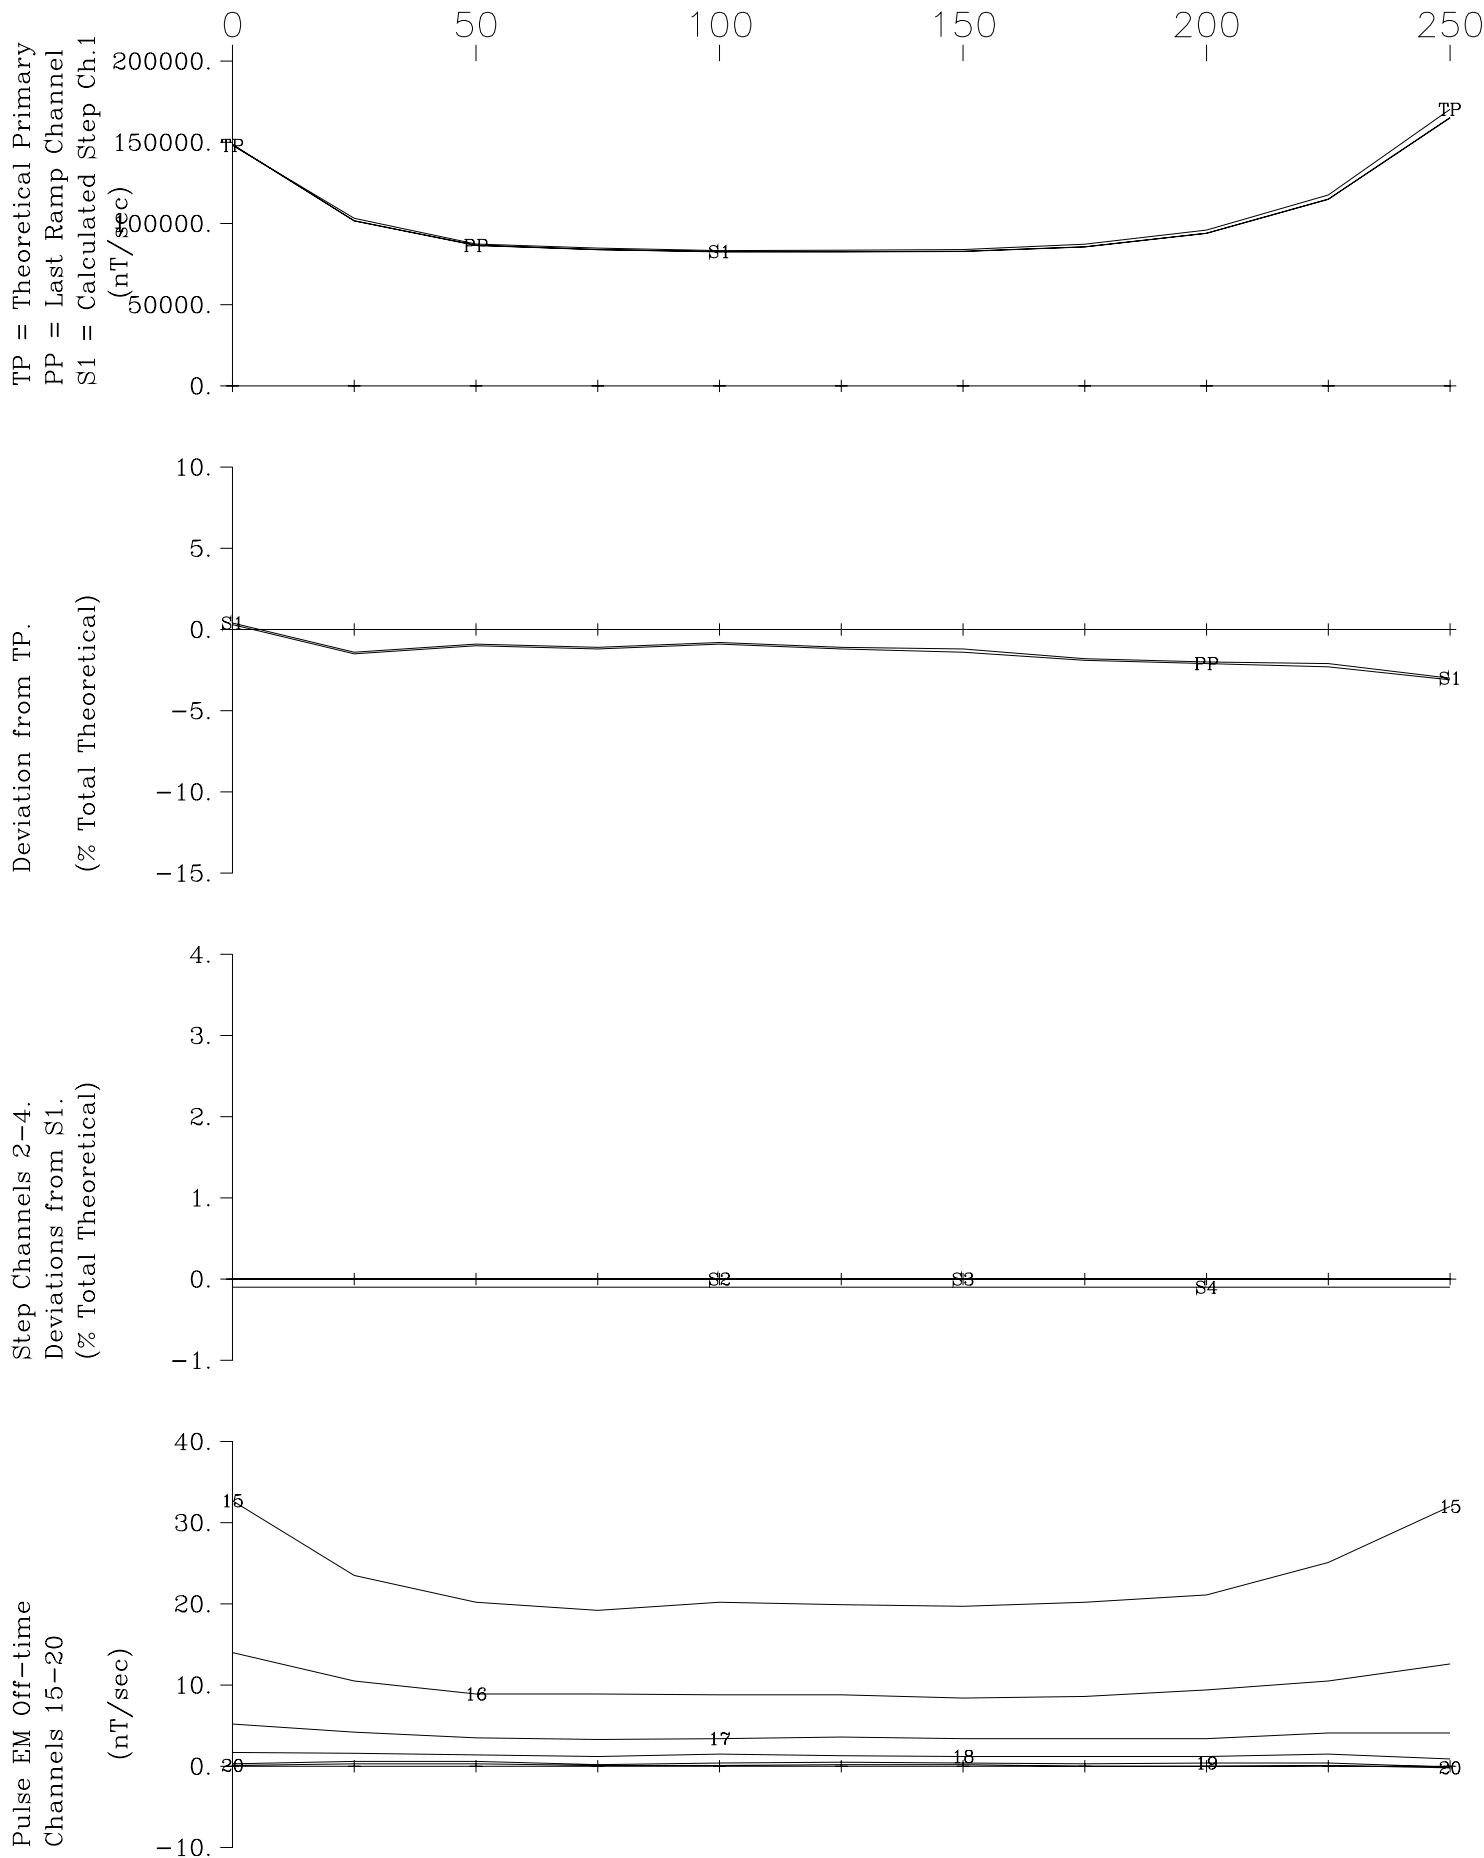 0 50 100 150 200 250
TP = Theoretical Primary
PP = Last Ramp Channel
S1 = Calculated Step Ch.1
(nT/sec)
200000.
150000.
100000.
50000.
0.
TP
PP
S1
TP
Deviation from TP.
(% Total Theoretical)
10.
5.
0.
-5.
-10.
-15.
S1
PP
S1
Step Channels 2-4.
Deviations from S1.
(% Total Theoretical)
4.
3.
2.
1.
0.
-1.
S2
S3
S4
Pulse EM Off-time
Channels 15-20
(nT/sec)
40.
30.
20.
10.
0.
-10.
15
15
16
17
18
19
20
20